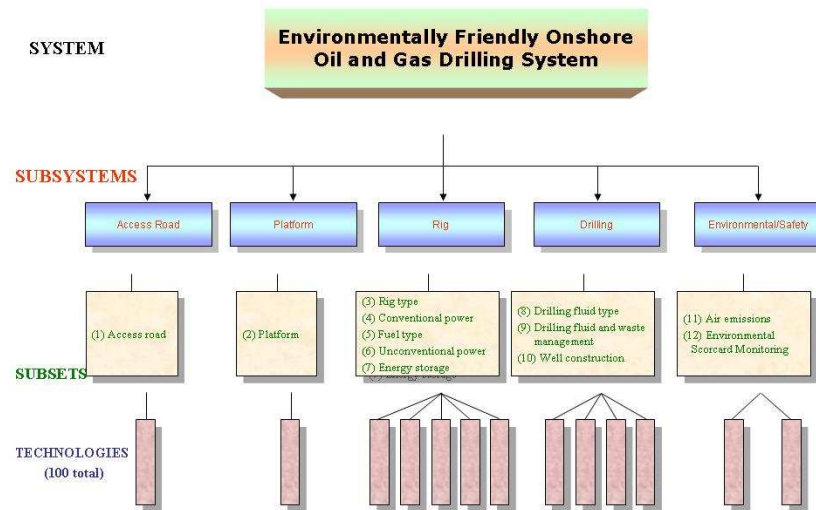 SYSTEM
Environmentally Friendly Onshore
Oil and Gas Drilling System
SUBSYSTEMS
Access Road
Platform
Rig
Drilling
Environmental/Safety
(1) Access road
(2) Platform
(3) Rig type
(4) Conventional power
(5) Fuel type
(6) Unconventional power
(7) Energy storage
(7) Energy storage
(8) Drilling fluid type
(9) Drilling fluid and waste
management
(10) Well construction
(11) Air emissions
(12) Environmental
Scorcard Monitoring
SUBSETS
TECHNOLOGIES
(100 total)